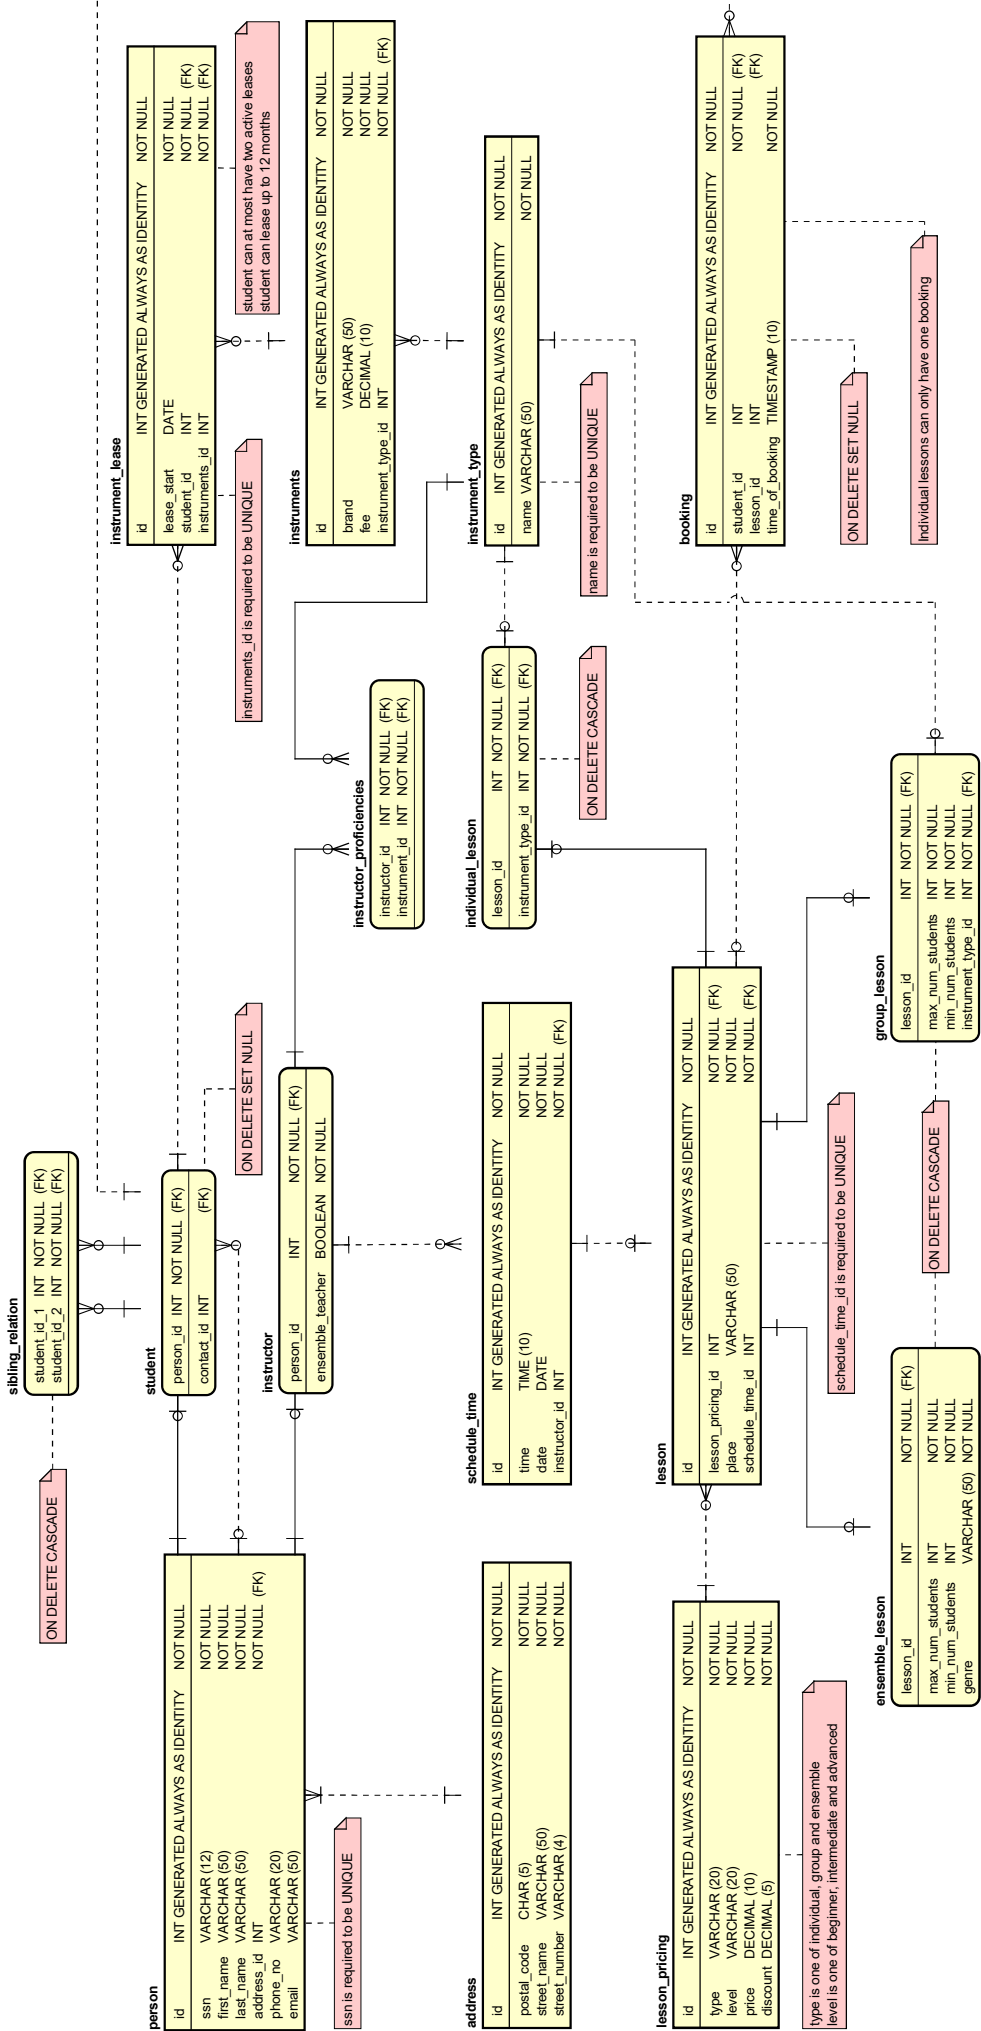 person
id INT GENERATED ALWAYS AS IDENTITY NOT NULL
ssn VARCHAR (12) NOT NULL
first_name VARCHAR (50) NOT NULL
last_name VARCHAR (50) NOT NULL
address_id INT NOT NULL (FK)
phone_no VARCHAR (20)
email VARCHAR (50)
ssn is required to be UNIQUE
ON DELETE CASCADE
sibling_relation
student_id_1 INT NOT NULL (FK)
student_id_2 INT NOT NULL (FK)
student
person_id INT NOT NULL (FK)
contact_id INT (FK)
ON DELETE SET NULL
instructor
person_id INT NOT NULL (FK)
ensemble_teacher BOOLEAN NOT NULL
instrument_lease
id INT GENERATED ALWAYS AS IDENTITY NOT NULL
lease_start DATE NOT NULL
student_id INT NOT NULL (FK)
instruments_id INT NOT NULL (FK)
instruments_id is required to be UNIQUE
student can at most have two active leases
student can lease up to 12 months
instruments
id INT GENERATED ALWAYS AS IDENTITY NOT NULL
brand VARCHAR (50) NOT NULL
fee DECIMAL (10) NOT NULL
instrument_type_id INT NOT NULL (FK)
instructor_proficiencies
instructor_id INT NOT NULL (FK)
instrument_id INT NOT NULL (FK)
address
id INT GENERATED ALWAYS AS IDENTITY NOT NULL
postal_code CHAR (5) NOT NULL
street_name VARCHAR (50) NOT NULL
street_number VARCHAR (4) NOT NULL
schedule_time
id INT GENERATED ALWAYS AS IDENTITY NOT NULL
time TIME (10) NOT NULL
date DATE NOT NULL
instructor_id INT NOT NULL (FK)
individual_lesson
lesson_id INT NOT NULL (FK)
instrument_type_id INT NOT NULL (FK)
ON DELETE CASCADE
instrument_type
id INT GENERATED ALWAYS AS IDENTITY NOT NULL
name VARCHAR (50) NOT NULL
name is required to be UNIQUE
lesson_pricing
id INT GENERATED ALWAYS AS IDENTITY NOT NULL
type VARCHAR (20) NOT NULL
level VARCHAR (20) NOT NULL
price DECIMAL (10) NOT NULL
discount DECIMAL (5) NOT NULL
type is one of individual, group and ensemble
level is one of beginner, intermediate and advanced
lesson
id INT GENERATED ALWAYS AS IDENTITY NOT NULL
lesson_pricing_id INT NOT NULL (FK)
place VARCHAR (50) NOT NULL
schedule_time_id INT NOT NULL (FK)
schedule_time_id is required to be UNIQUE
booking
id INT GENERATED ALWAYS AS IDENTITY NOT NULL
student_id INT NOT NULL (FK)
lesson_id INT (FK)
time_of_booking TIMESTAMP (10) NOT NULL
ON DELETE SET NULL
Individual lessons can only have one booking
ensemble_lesson
lesson_id INT NOT NULL (FK)
max_num_students INT NOT NULL
min_num_students INT NOT NULL
genre VARCHAR (50) NOT NULL
ON DELETE CASCADE
group_lesson
lesson_id INT NOT NULL (FK)
max_num_students INT NOT NULL
min_num_students INT NOT NULL
instrument_type_id INT NOT NULL (FK)